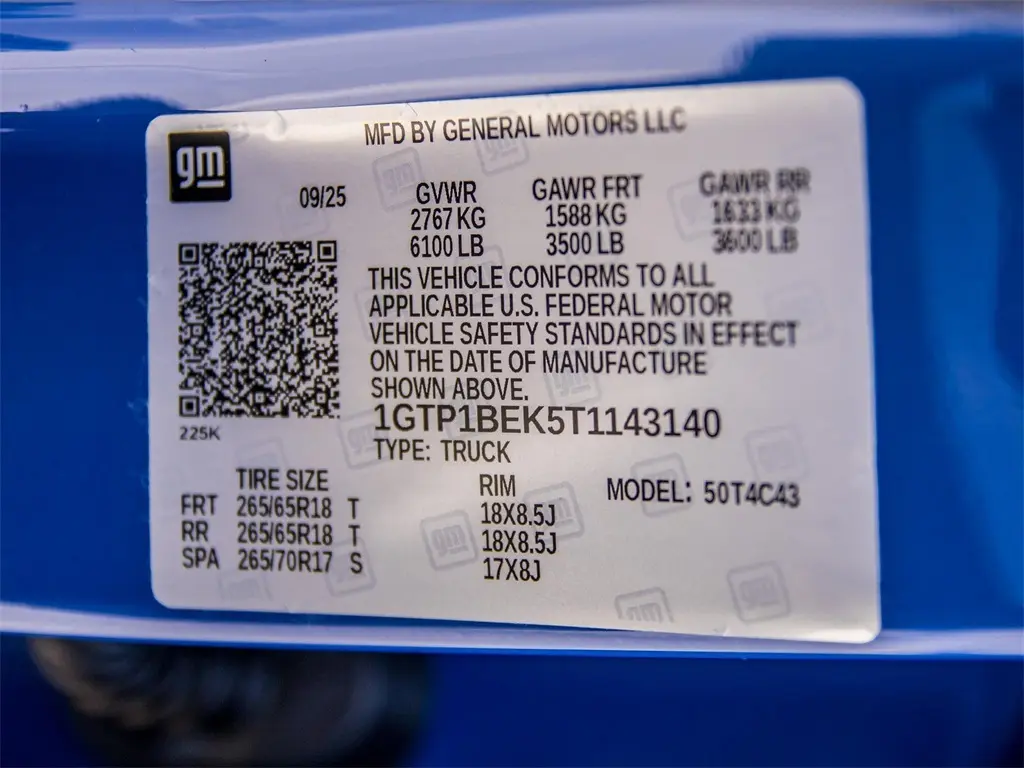 gm
MFD BY GENERAL MOTORS LLC
09/25 GVWR GAWR FRT GAWR RR
2767 KG 1588 KG 1633 KG
6100 LB 3500 LB 3600 LB
THIS VEHICLE CONFORMS TO ALL
APPLICABLE U.S. FEDERAL MOTOR
VEHICLE SAFETY STANDARDS IN EFFECT
ON THE DATE OF MANUFACTURE
SHOWN ABOVE.
225K
1GTP1BEK5T1143140
TYPE: TRUCK
TIRE SIZE RIM MODEL: 50T4C43
FRT 265/65R18 T 18X8.5J
RR 265/65R18 T 18X8.5J
SPA 265/70R17 S 17X8J